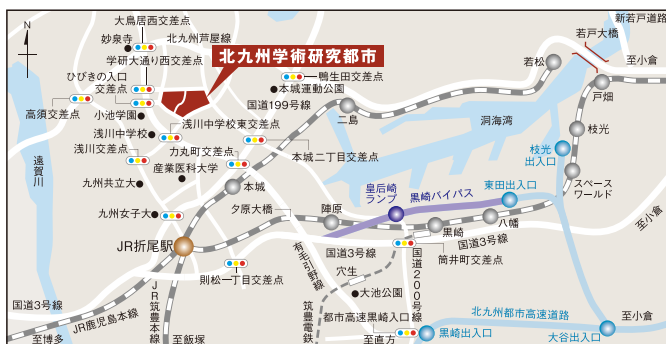 N
大鳥居西交差点
妙泉寺
北九州芦屋線
学研大通り西交差点
ひびきの入口
交差点
高須交差点
小池学園
浅川中学校
浅川交差点
浅川中学校東交差点
北九州学術研究都市
鴨生田交差点
本城運動公園
国道199号線
二島
若松
若戸大橋
新若戸道路
至小倉
戸畑
洞海湾
枝光
枝光
出入口
スペース
ワールド
力丸町交差点
本城二丁目交差点
産業医科大学
九州共立大
九州女子大
遠賀川
本城
夕原大橋
陣原
皇后崎
ランプ
黒崎バイパス
東田出入口
八幡
黒崎
国道3号線
至小倉
JR折尾駅
則松一丁目交差点
有毛引野線
国道3号線
穴生
大池公園
国道200号線
筒井町交差点
国道3号線
JR鹿児島本線
至博多
JR筑豊本線
至飯塚
筑豊電鉄
都市高速黒崎入口
至直方
黒崎出入口
北九州都市高速道路
大谷出入口
至小倉